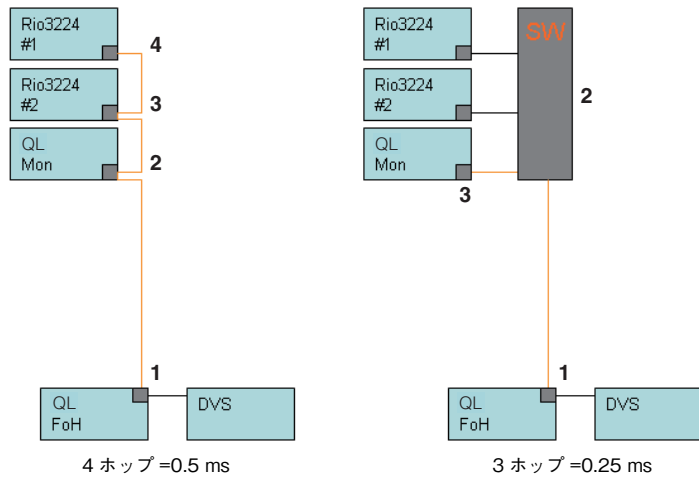 Rio3224
#1
4
Rio3224
#2
3
QL
Mon
2
1
QL
FoH
DVS
4 ホップ =0.5 ms
Rio3224
#1
SW
Rio3224
#2
2
QL
Mon
3
1
QL
FoH
DVS
3 ホップ =0.25 ms